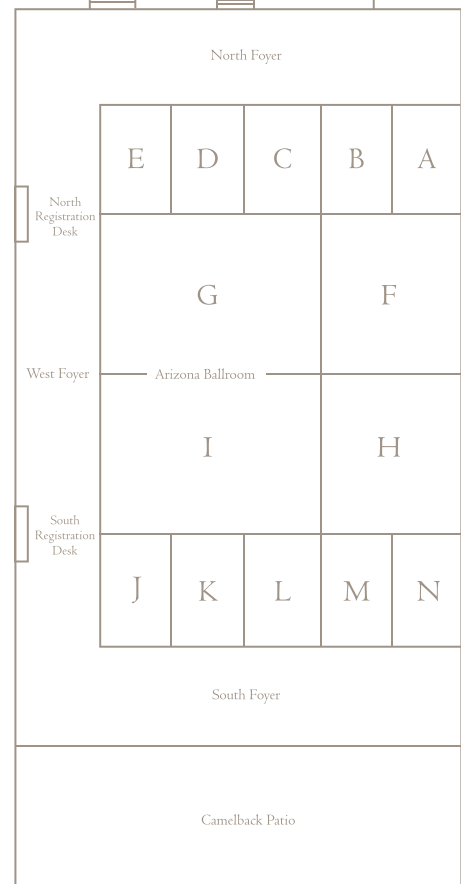 North Foyer
E D C B A
North
Registration
Desk
G F
West Foyer
Arizona Ballroom
I H
South
Registration
Desk
J K L M N
South Foyer
Camelback Patio